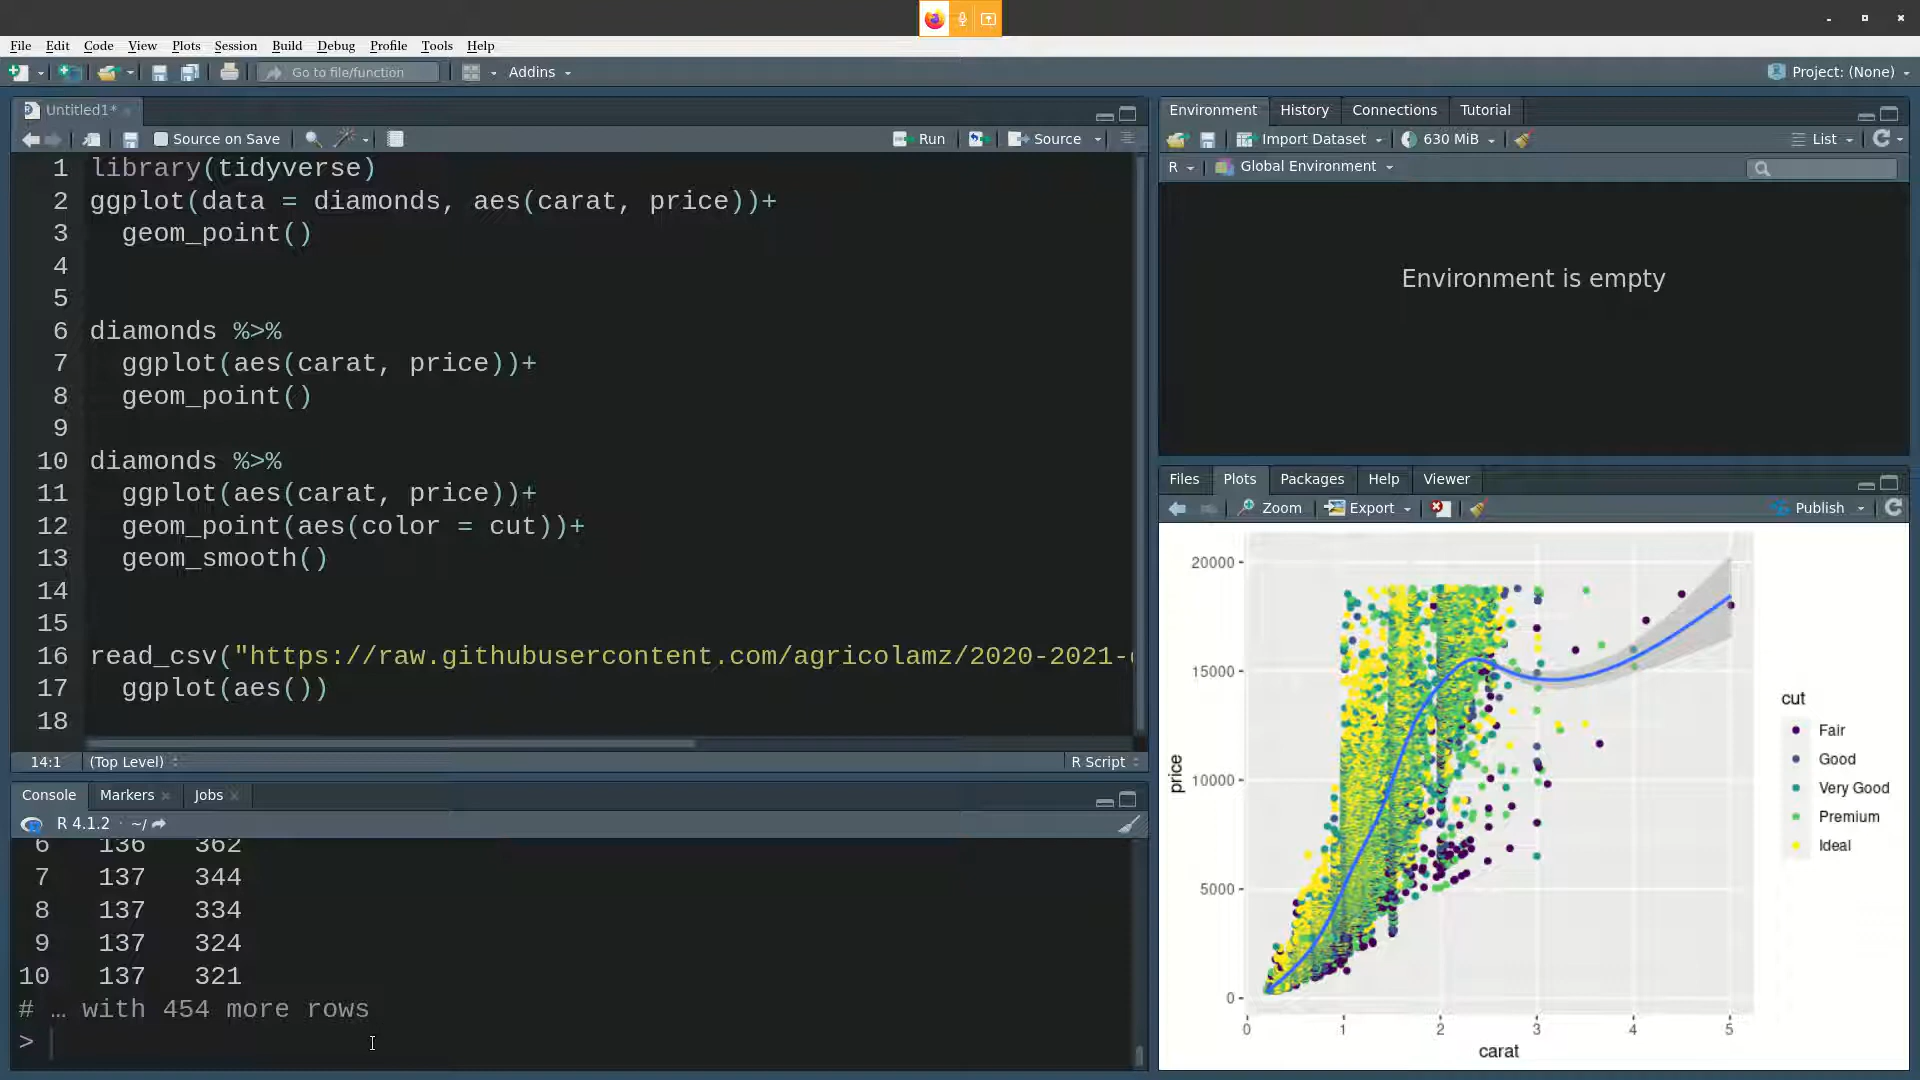 File Edit Code View Plots Session Build Debug Profile Tools Help
Go to file/function
Addins
Project: (None)
Untitled1*
Source on Save
Run
Source
1 library(tidyverse)
2 ggplot(data = diamonds, aes(carat, price))+
3 geom_point()
4
5
6 diamonds %>%
7 ggplot(aes(carat, price))+
8 geom_point()
9
10 diamonds %>%
11 ggplot(aes(carat, price))+
12 geom_point(aes(color = cut))+
13 geom_smooth()
14
15
16 read_csv("https://raw.githubusercontent.com/agricolamz/2020-2021-
17 ggplot(aes())
18
14:1 (Top Level) R Script
Console Markers Jobs
R 4.1.2 · ~/
6 136 362
7 137 344
8 137 334
9 137 324
10 137 321
# … with 454 more rows
>
Environment History Connections Tutorial
Import Dataset 630 MiB List
R Global Environment
Environment is empty
Files Plots Packages Help Viewer
Zoom Export Publish
20000
15000
10000
5000
0
price
0 1 2 3 4 5
carat
cut
Fair
Good
Very Good
Premium
Ideal